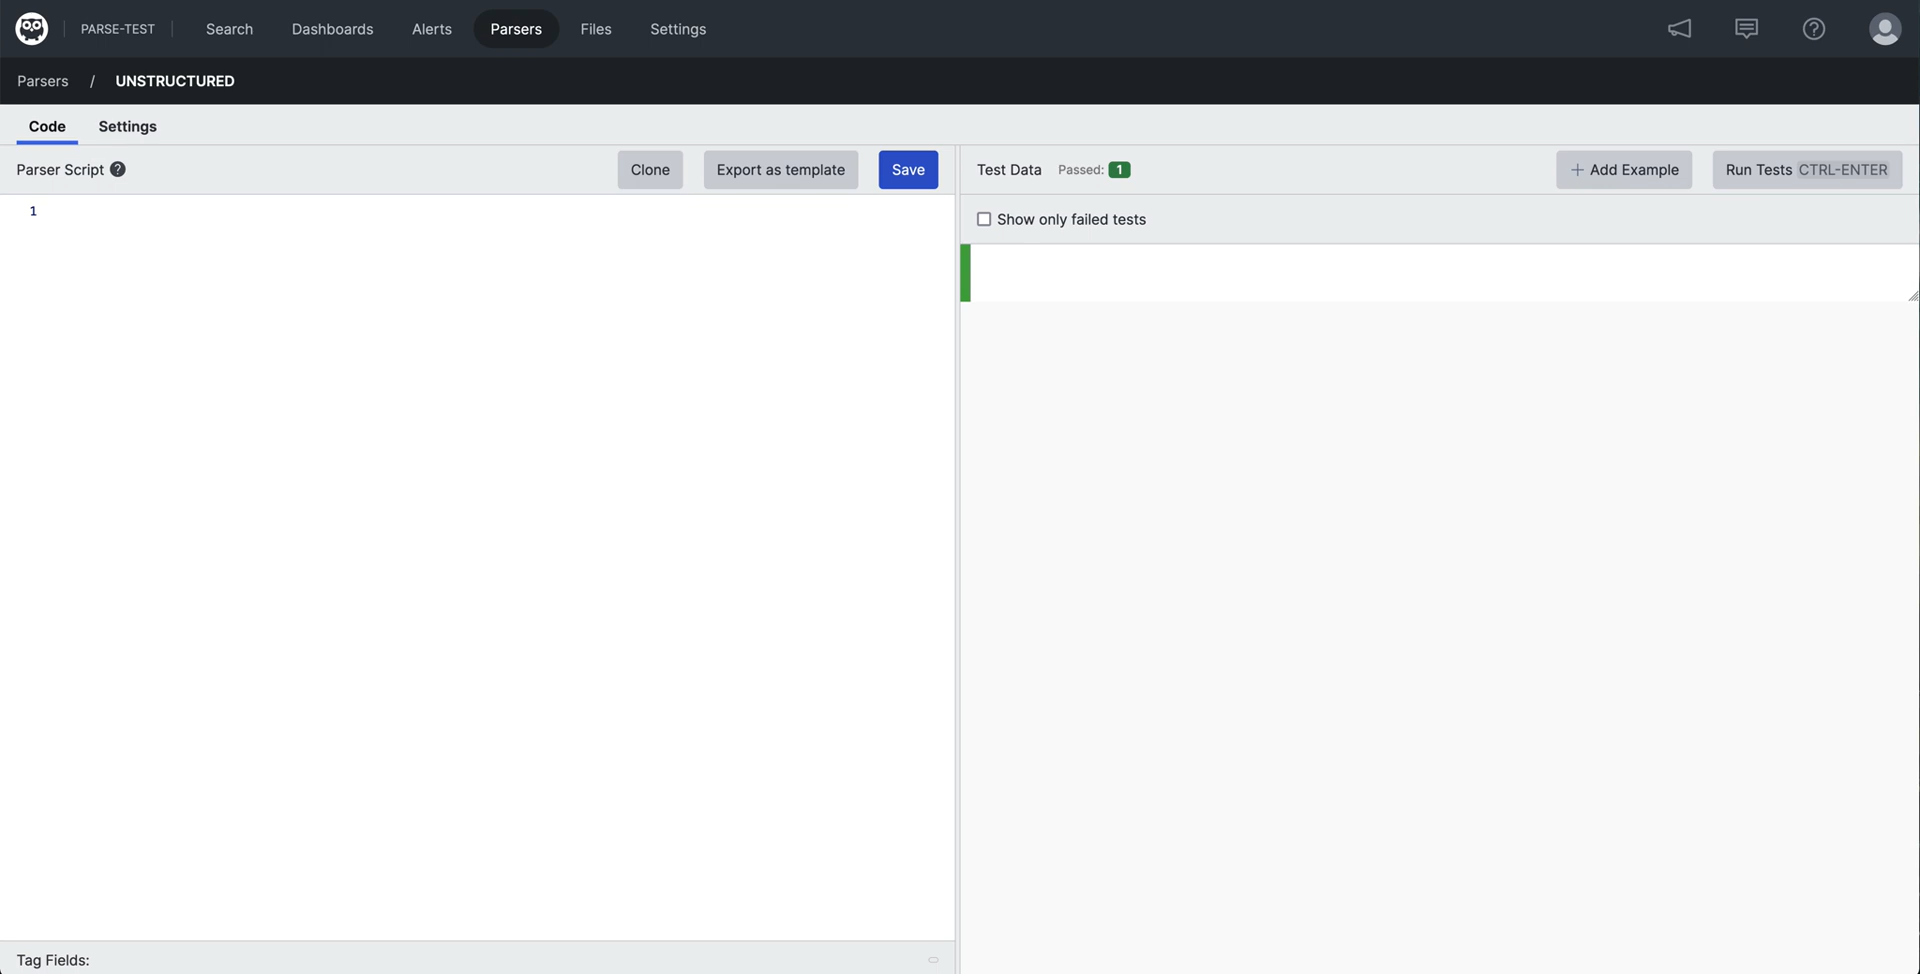 PARSE-TEST Search Dashboards Alerts Parsers Files Settings ?
Parsers / UNSTRUCTURED
Code Settings
Parser Script ? Clone Export as template Save
1
Tag Fields:
Test Data Passed: 1 + Add Example Run Tests CTRL-ENTER
Show only failed tests